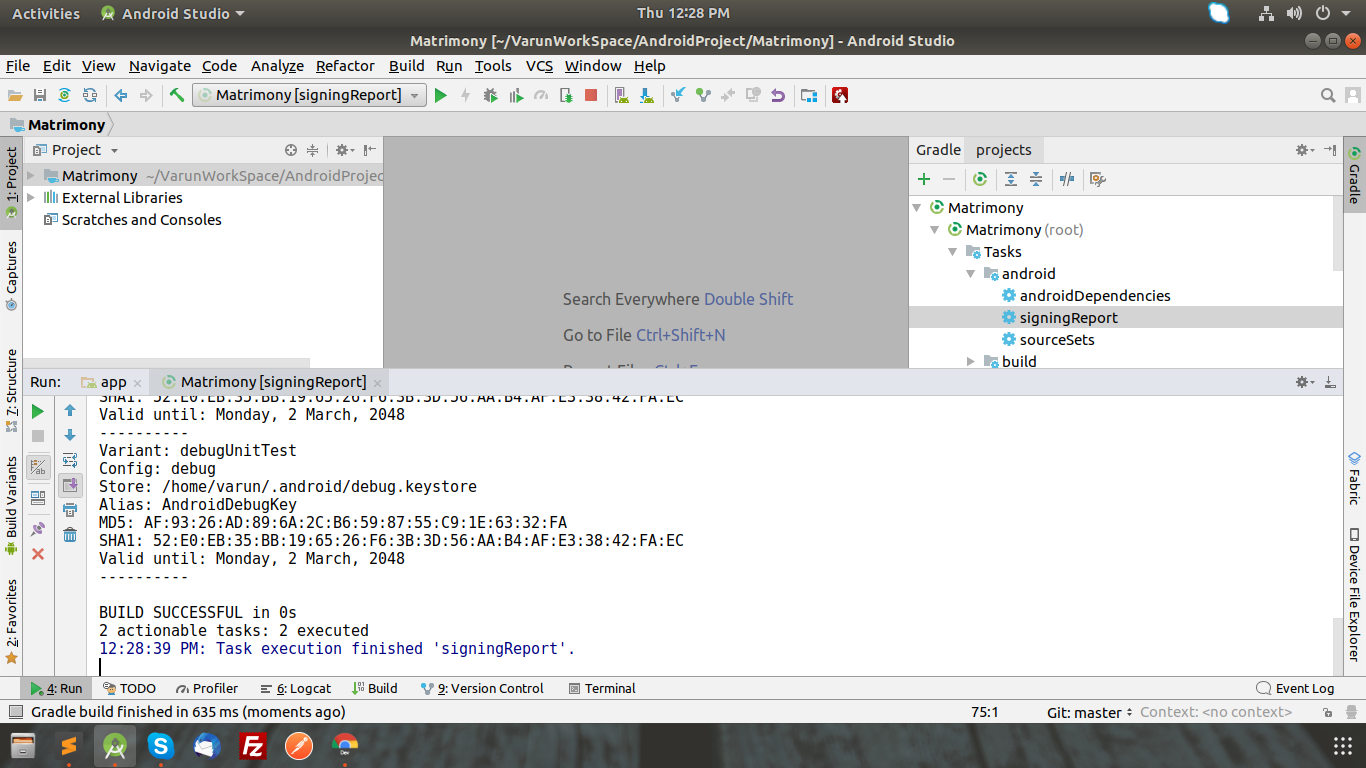 Activities Android Studio Thu 12:28 PM
Matrimony [~/VarunWorkSpace/AndroidProject/Matrimony] - Android Studio
File Edit View Navigate Code Analyze Refactor Build Run Tools VCS Window Help
Matrimony [signingReport]
Matrimony
Project
Matrimony ~/VarunWorkSpace/AndroidProjec
External Libraries
Scratches and Consoles
1: Project
Captures
7: Structure
Build Variants
2: Favorites
Search Everywhere Double Shift
Go to File Ctrl+Shift+N
Gradle projects
Matrimony
Matrimony (root)
Tasks
android
androidDependencies
signingReport
sourceSets
build
Gradle
Fabric
Device File Explorer
Run: app Matrimony [signingReport]
SHA1: 52:E0:EB:35:BB:19:65:26:F6:3B:3D:56:AA:B4:AF:E3:38:42:FA:EC
Valid until: Monday, 2 March, 2048
----------
Variant: debugUnitTest
Config: debug
Store: /home/varun/.android/debug.keystore
Alias: AndroidDebugKey
MD5: AF:93:26:AD:89:6A:2C:B6:59:87:55:C9:1E:63:32:FA
SHA1: 52:E0:EB:35:BB:19:65:26:F6:3B:3D:56:AA:B4:AF:E3:38:42:FA:EC
Valid until: Monday, 2 March, 2048
----------
BUILD SUCCESSFUL in 0s
2 actionable tasks: 2 executed
12:28:39 PM: Task execution finished 'signingReport'.
4: Run TODO Profiler 6: Logcat Build 9: Version Control Terminal Event Log
Gradle build finished in 635 ms (moments ago) 75:1 Git: master Context: <no context>